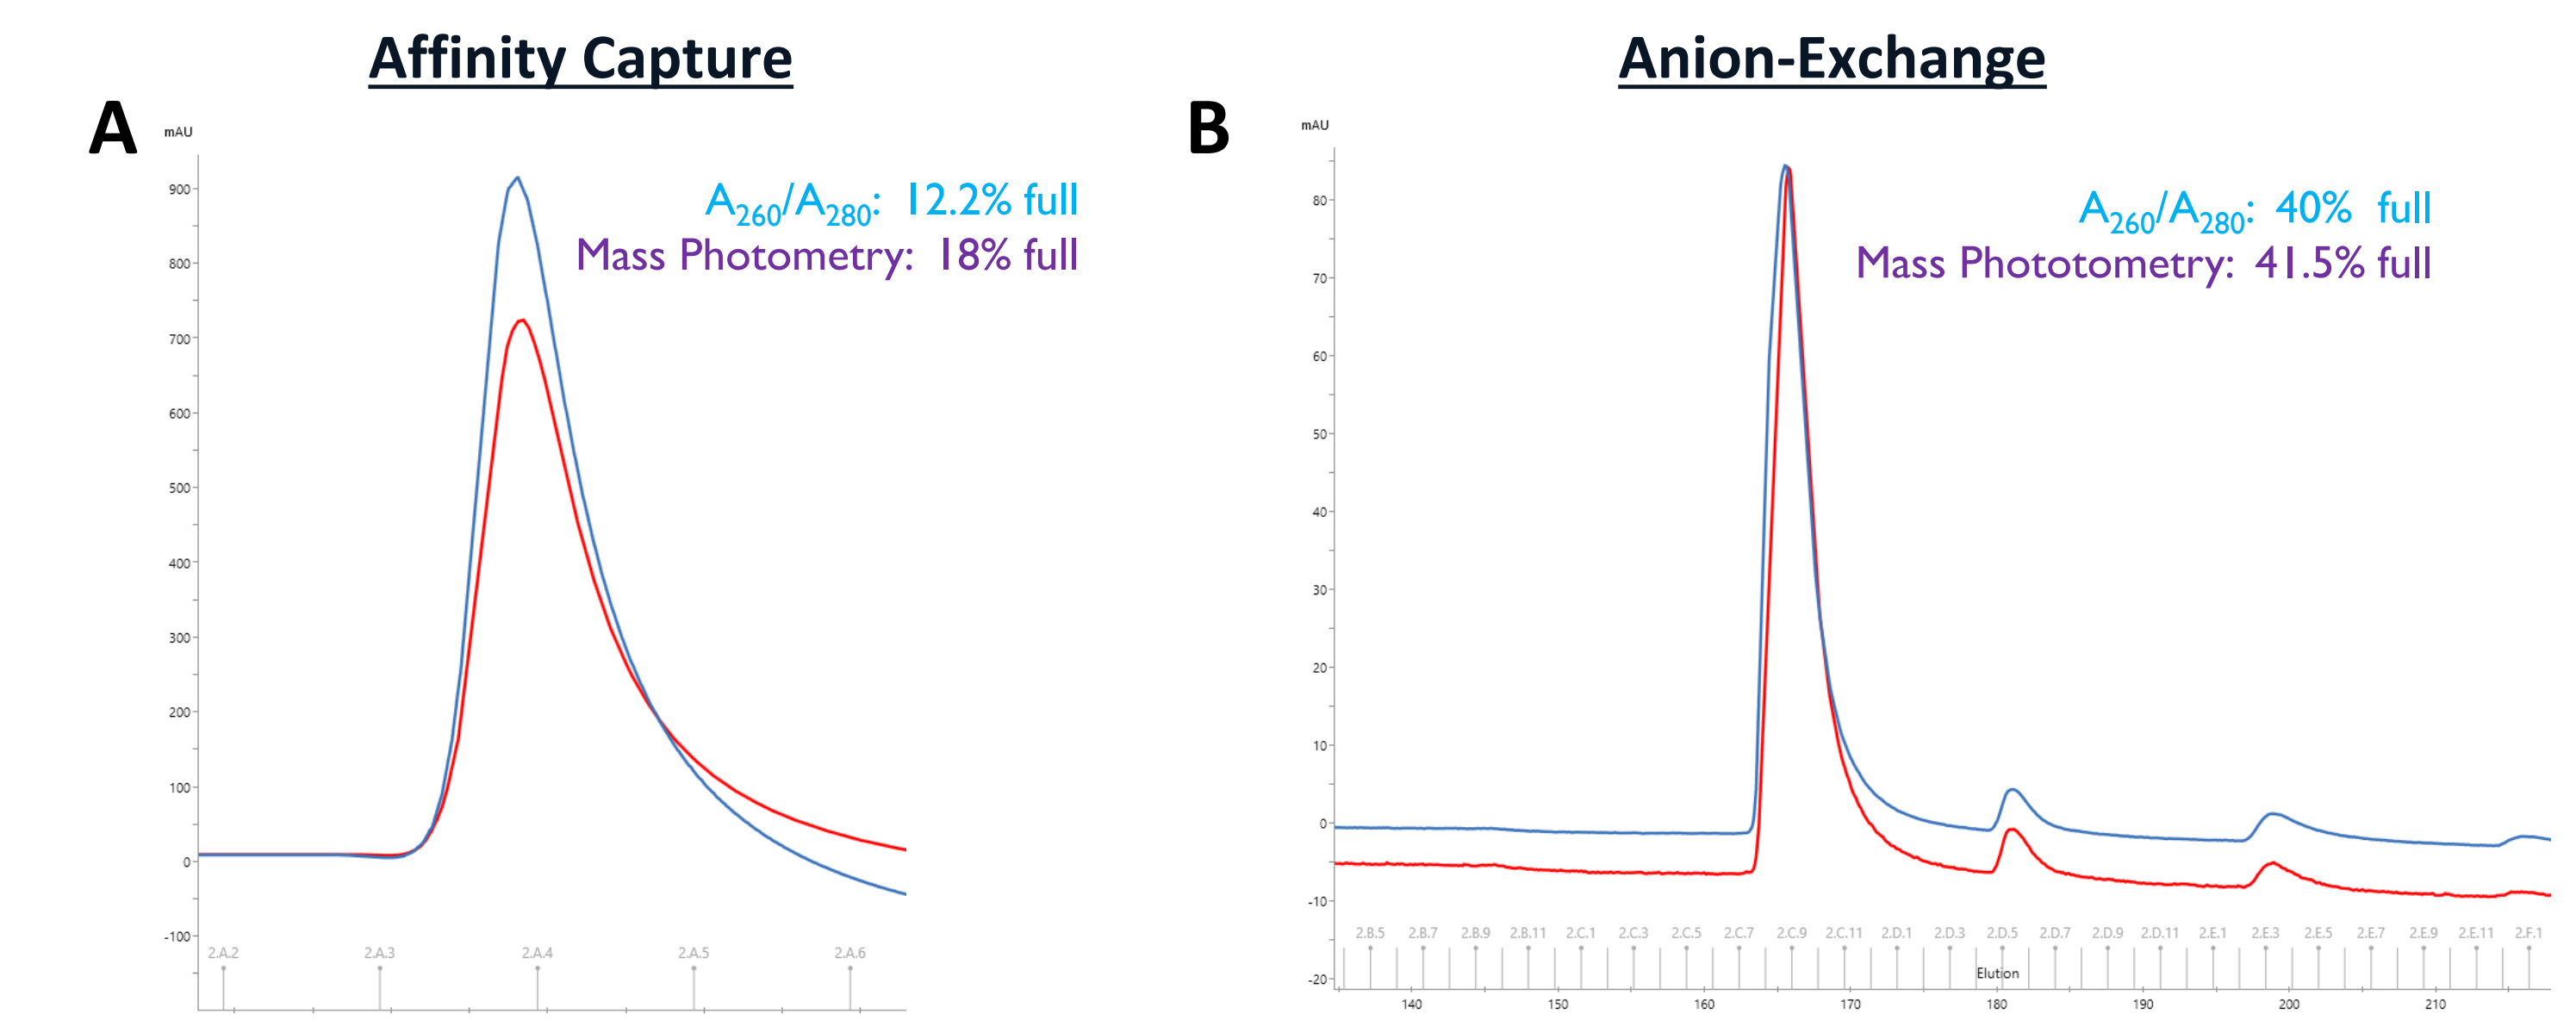 Affinity Capture
Anion-Exchange
A
mAU
A260/A280: 12.2% full
Mass Photometry: 18% full
900
800
700
600
500
400
300
200
100
0
-100
2.A.2 2.A.3 2.A.4 2.A.5 2.A.6
B
mAU
A260/A280: 40% full
Mass Phototometry: 41.5% full
80
70
60
50
40
30
20
10
0
-10
-20
2.B.5 2.B.7 2.B.9 2.B.11 2.C.1 2.C.3 2.C.5 2.C.7 2.C.9 2.C.11 2.D.1 2.D.3 2.D.5 2.D.7 2.D.9 2.D.11 2.E.1 2.E.3 2.E.5 2.E.7 2.E.9 2.E.11 2.F.1
Elution
140 150 160 170 180 190 200 210